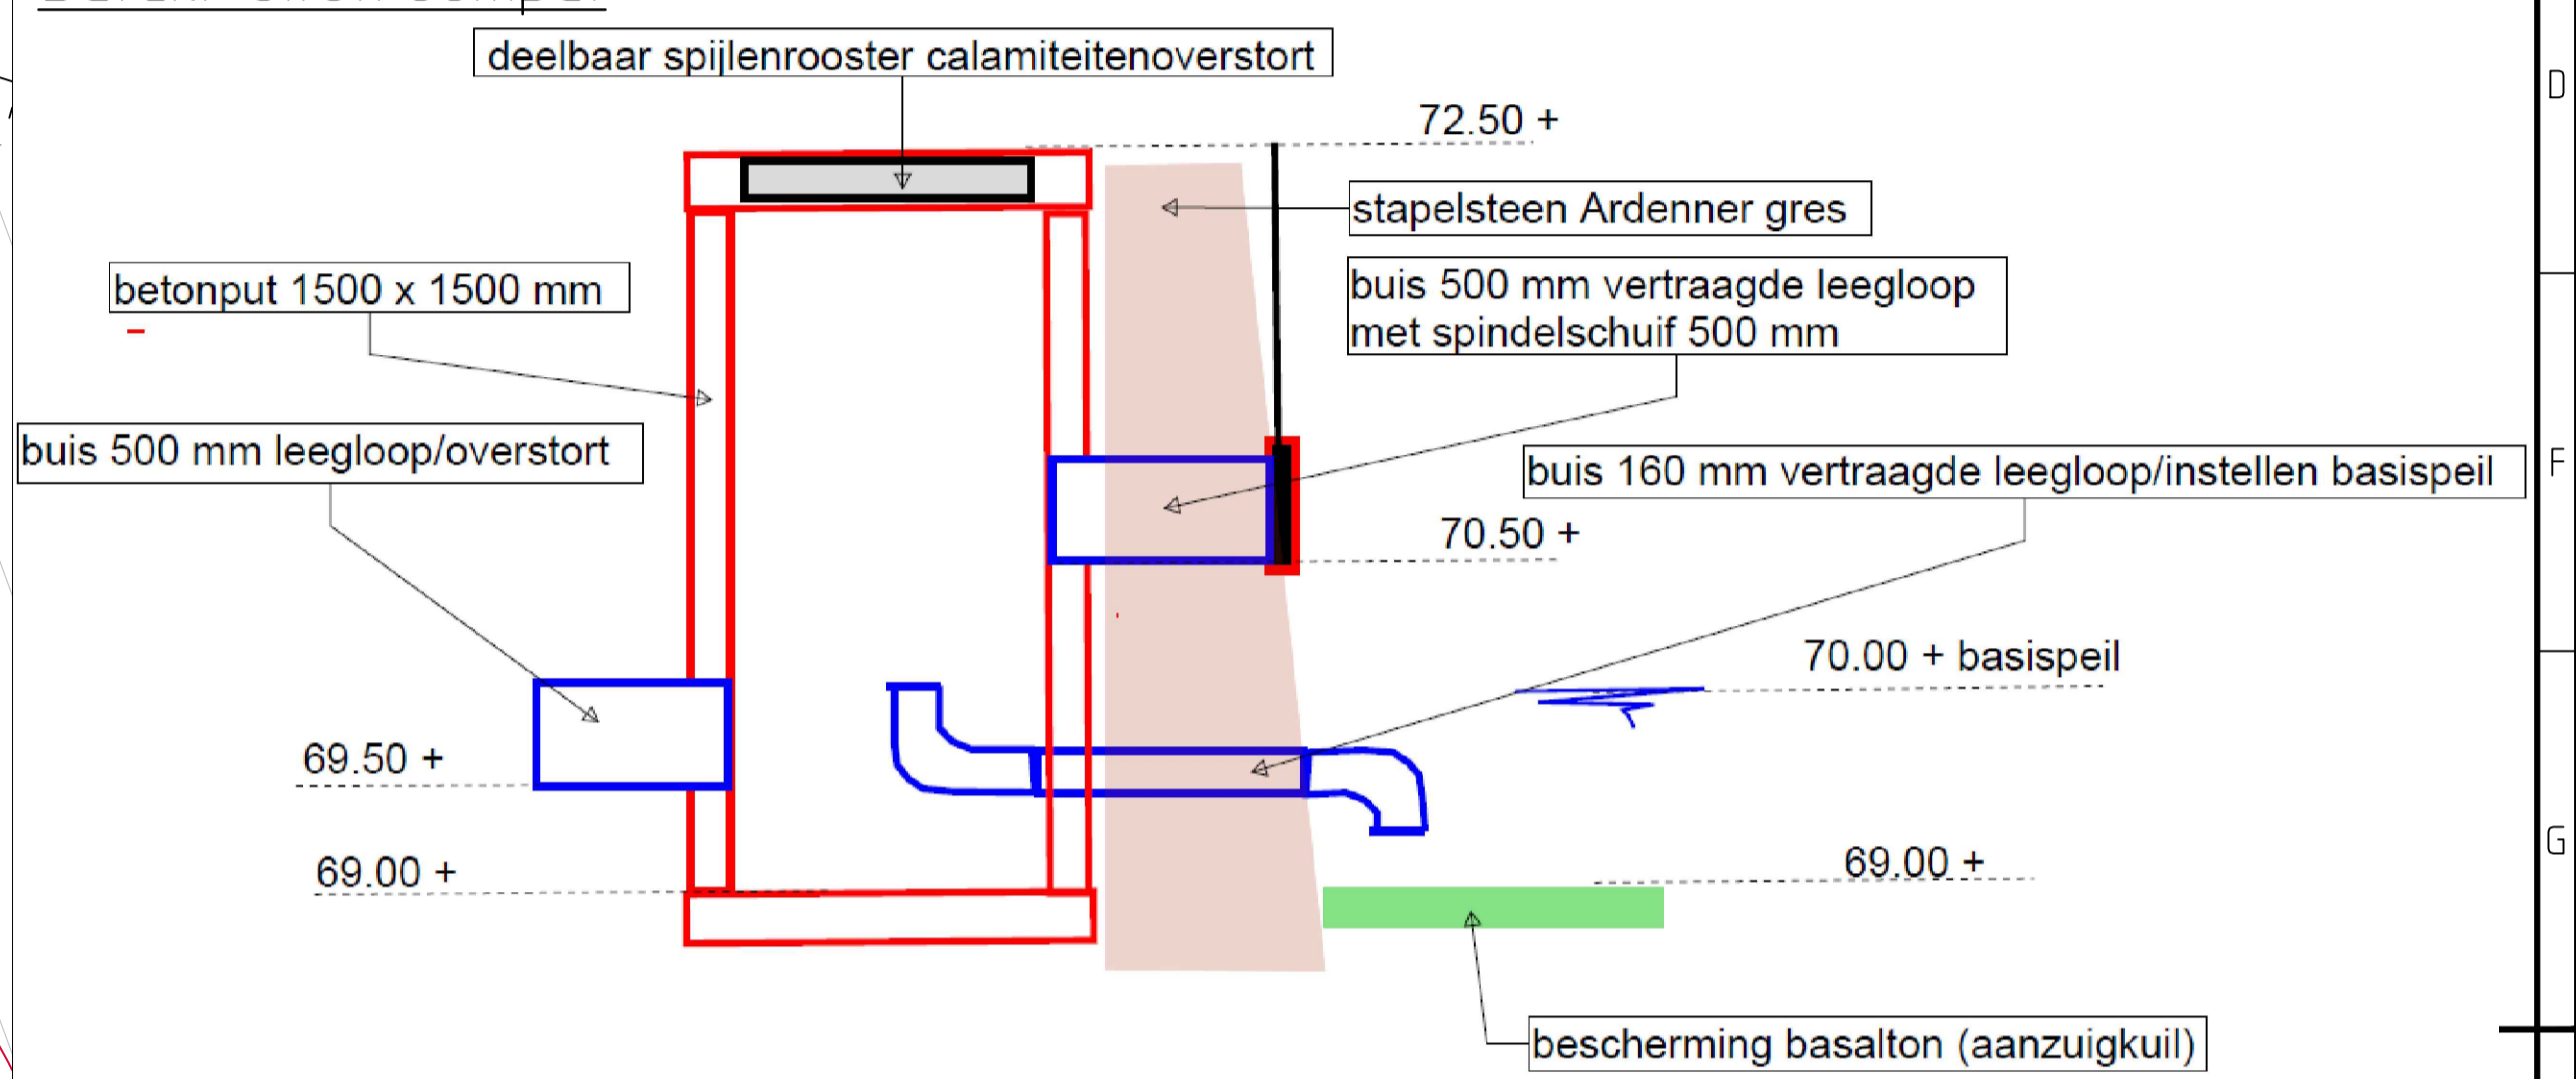 deelbaar spijlenrooster calamiteitenoverstort
D
72.50 +
stapelsteen Ardenner gres
betonput 1500 x 1500 mm
buis 500 mm vertraagde leegloop
met spindelschuif 500 mm
buis 500 mm leegloop/overstort
buis 160 mm vertraagde leegloop/instellen basispeil
F
70.50 +
70.00 + basispeil
69.50 +
69.00 +
69.00 +
G
bescherming basalton (aanzuigkuil)